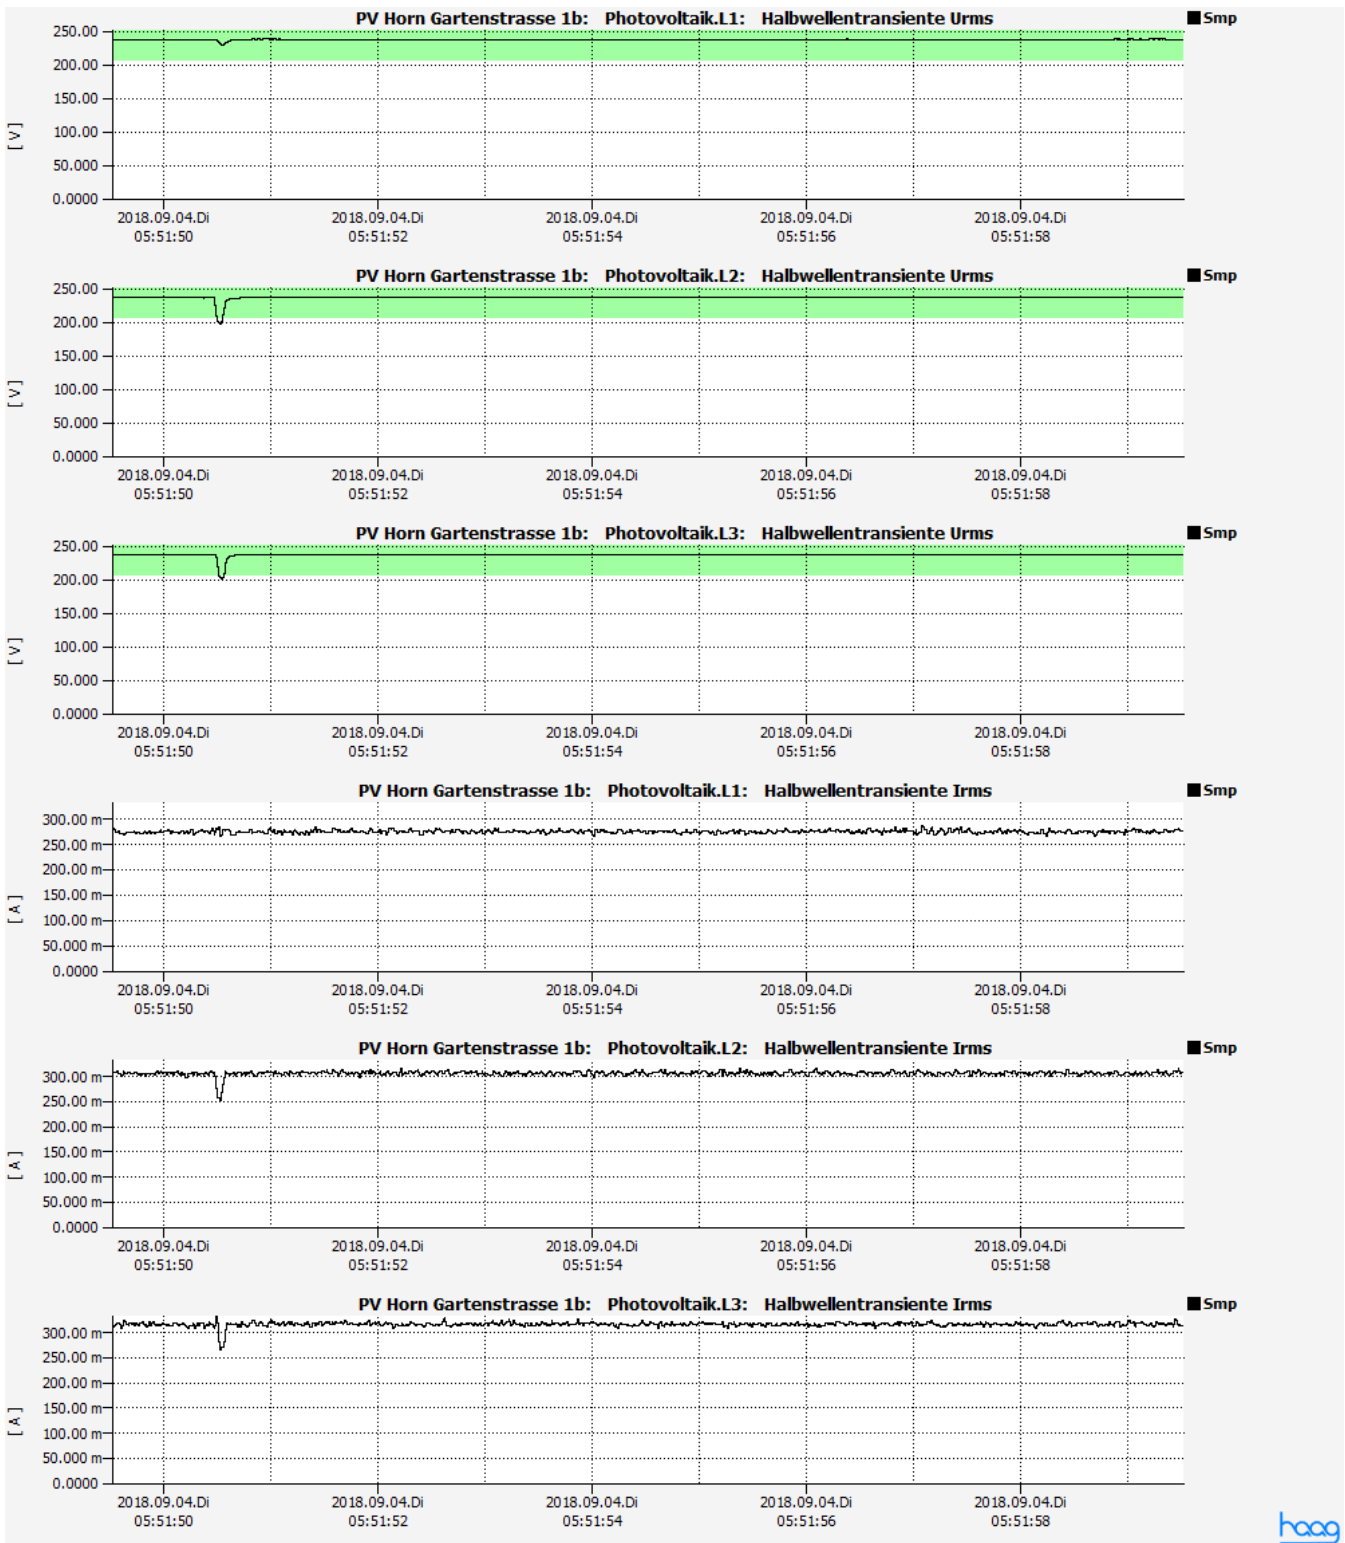 PV Horn Gartenstrasse 1b: Photovoltaik.L1: Halbwellentransiente Urms
Smp
250.00
200.00
150.00
100.00
50.000
0.0000
[ V ]
2018.09.04.Di 2018.09.04.Di 2018.09.04.Di 2018.09.04.Di 2018.09.04.Di
05:51:50 05:51:52 05:51:54 05:51:56 05:51:58
PV Horn Gartenstrasse 1b: Photovoltaik.L2: Halbwellentransiente Urms
Smp
250.00
200.00
150.00
100.00
50.000
0.0000
[ V ]
2018.09.04.Di 2018.09.04.Di 2018.09.04.Di 2018.09.04.Di 2018.09.04.Di
05:51:50 05:51:52 05:51:54 05:51:56 05:51:58
PV Horn Gartenstrasse 1b: Photovoltaik.L3: Halbwellentransiente Urms
Smp
250.00
200.00
150.00
100.00
50.000
0.0000
[ V ]
2018.09.04.Di 2018.09.04.Di 2018.09.04.Di 2018.09.04.Di 2018.09.04.Di
05:51:50 05:51:52 05:51:54 05:51:56 05:51:58
PV Horn Gartenstrasse 1b: Photovoltaik.L1: Halbwellentransiente Irms
Smp
300.00 m
250.00 m
200.00 m
150.00 m
100.00 m
50.000 m
0.0000
[ A ]
2018.09.04.Di 2018.09.04.Di 2018.09.04.Di 2018.09.04.Di 2018.09.04.Di
05:51:50 05:51:52 05:51:54 05:51:56 05:51:58
PV Horn Gartenstrasse 1b: Photovoltaik.L2: Halbwellentransiente Irms
Smp
300.00 m
250.00 m
200.00 m
150.00 m
100.00 m
50.000 m
0.0000
[ A ]
2018.09.04.Di 2018.09.04.Di 2018.09.04.Di 2018.09.04.Di 2018.09.04.Di
05:51:50 05:51:52 05:51:54 05:51:56 05:51:58
PV Horn Gartenstrasse 1b: Photovoltaik.L3: Halbwellentransiente Irms
Smp
300.00 m
250.00 m
200.00 m
150.00 m
100.00 m
50.000 m
0.0000
[ A ]
2018.09.04.Di 2018.09.04.Di 2018.09.04.Di 2018.09.04.Di 2018.09.04.Di
05:51:50 05:51:52 05:51:54 05:51:56 05:51:58
haag